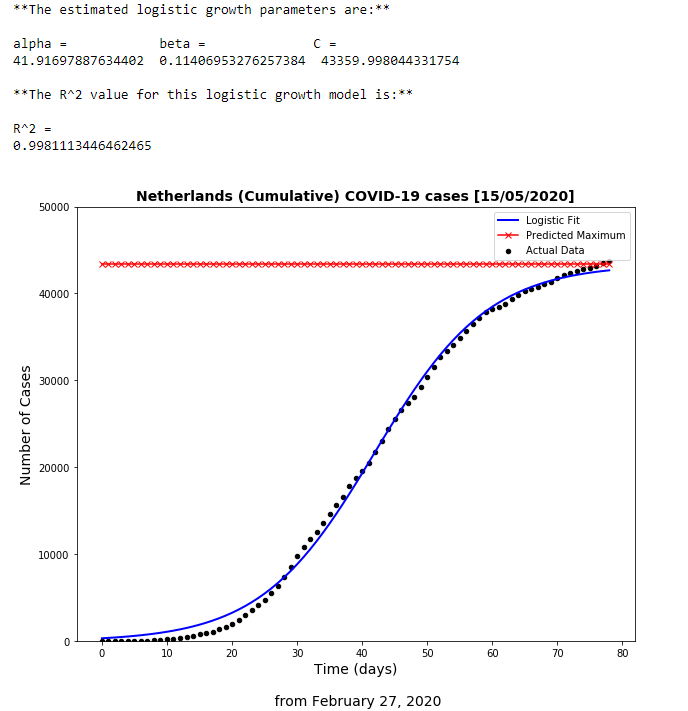 **The estimated logistic growth parameters are:**
alpha = beta = C =
41.91697887634402 0.11406953276257384 43359.998044331754
**The R^2 value for this logistic growth model is:**
R^2 =
0.9981113446462465
Netherlands (Cumulative) COVID-19 cases [15/05/2020]
Logistic Fit
Predicted Maximum
Actual Data
Number of Cases
50000
40000
30000
20000
10000
0
0 10 20 30 40 50 60 70 80
Time (days)
from February 27, 2020